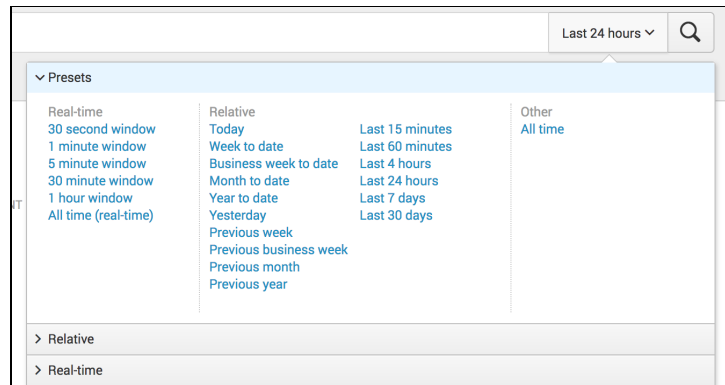 Last 24 hours
Presets
Real-time
30 second window
1 minute window
5 minute window
30 minute window
1 hour window
All time (real-time)
Relative
Today
Week to date
Business week to date
Month to date
Year to date
Yesterday
Previous week
Previous business week
Previous month
Previous year
Last 15 minutes
Last 60 minutes
Last 4 hours
Last 24 hours
Last 7 days
Last 30 days
Other
All time
Relative
Real-time